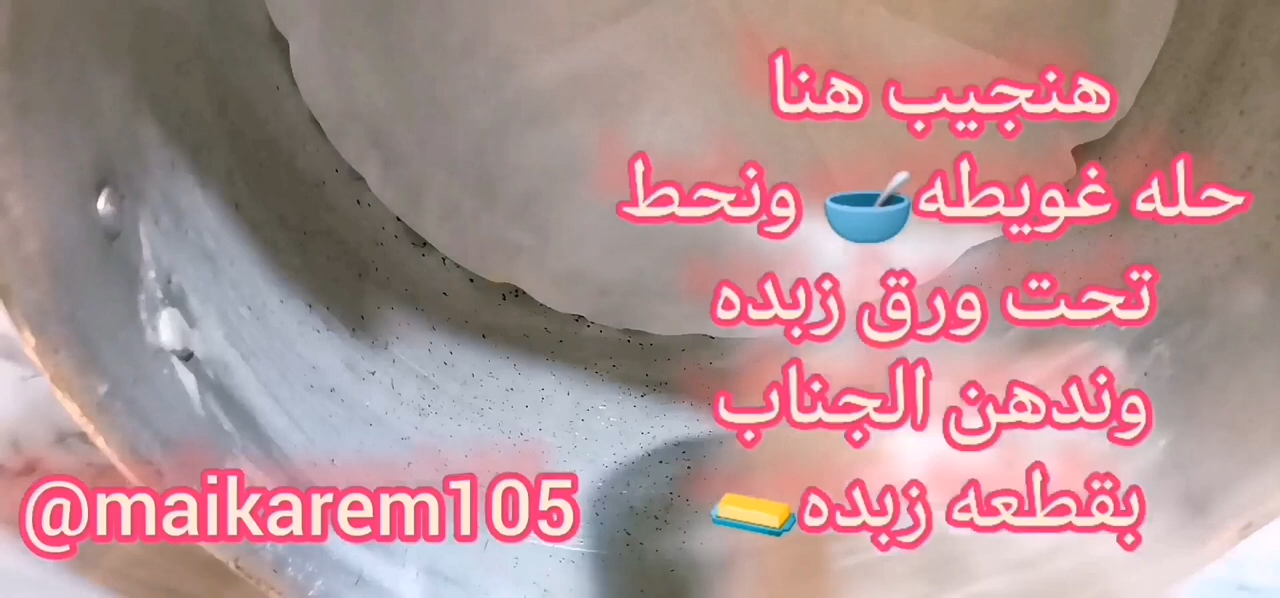 هنجيب هنا
حله غويطه🥣 ونحط
تحت ورق زبده
وندهن الجناب
بقطعه زبده🧈
@maikarem105